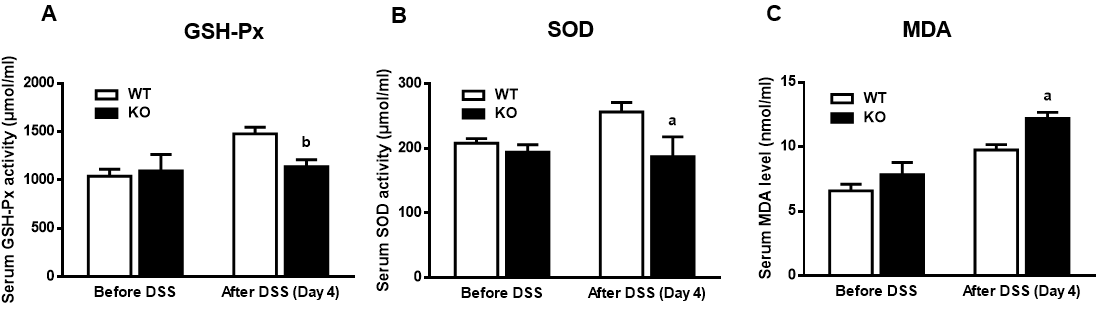 A
GSH-Px
Serum GSH-Px activity (μmol/ml)
2000
1500
1000
500
0
WT
KO
b
Before DSS
After DSS (Day 4)
B
SOD
Serum SOD activity (μmol/ml)
300
200
100
0
WT
KO
a
Before DSS
After DSS (Day 4)
C
MDA
Serum MDA level (nmol/ml)
15
10
5
0
WT
KO
a
Before DSS
After DSS (Day 4)